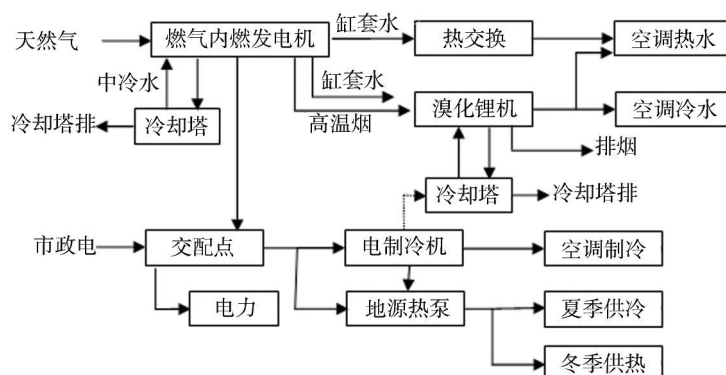 天然气
燃气内燃发电机
缸套水
热交换
空调热水
中冷水
缸套水
冷却塔排
冷却塔
高温烟
溴化锂机
空调冷水
排烟
冷却塔
冷却塔排
市政电
交配点
电制冷机
空调制冷
电力
地源热泵
夏季供冷
冬季供热